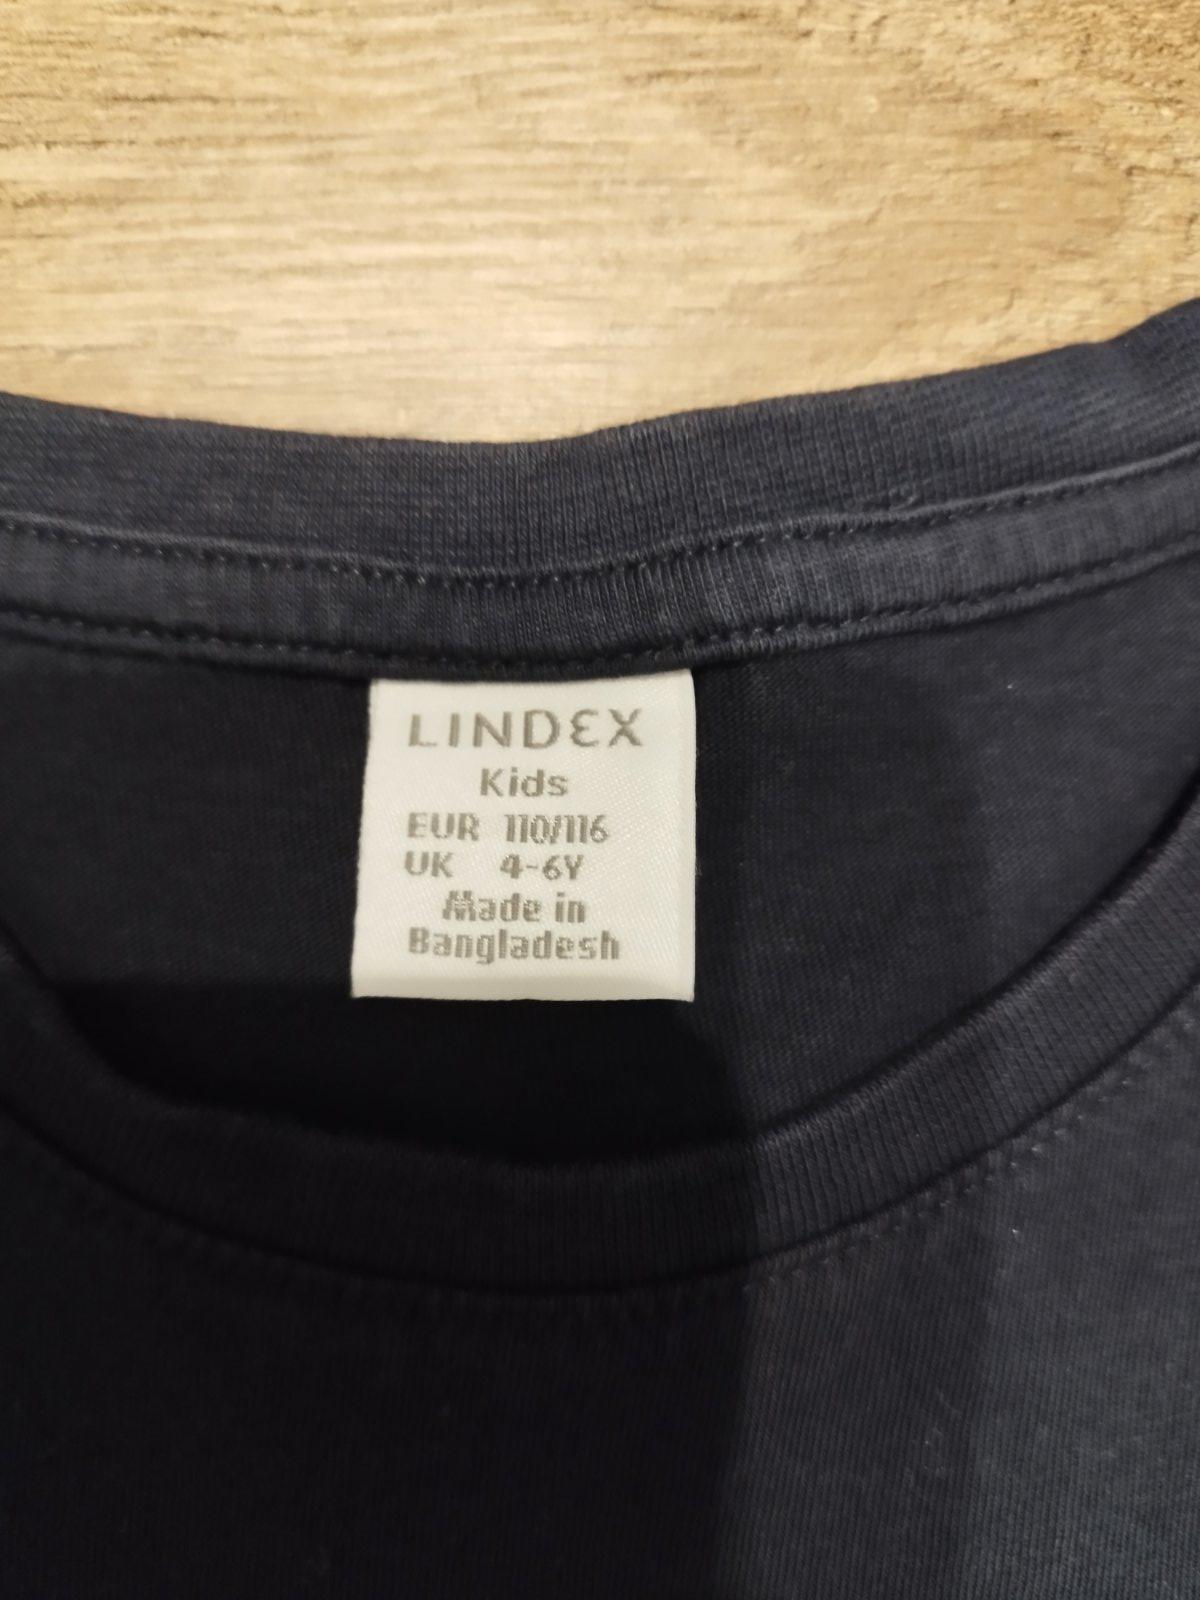 LINDEX
Kids
EUR 110/116
UK 4-6Y
Made in
Bangladesh